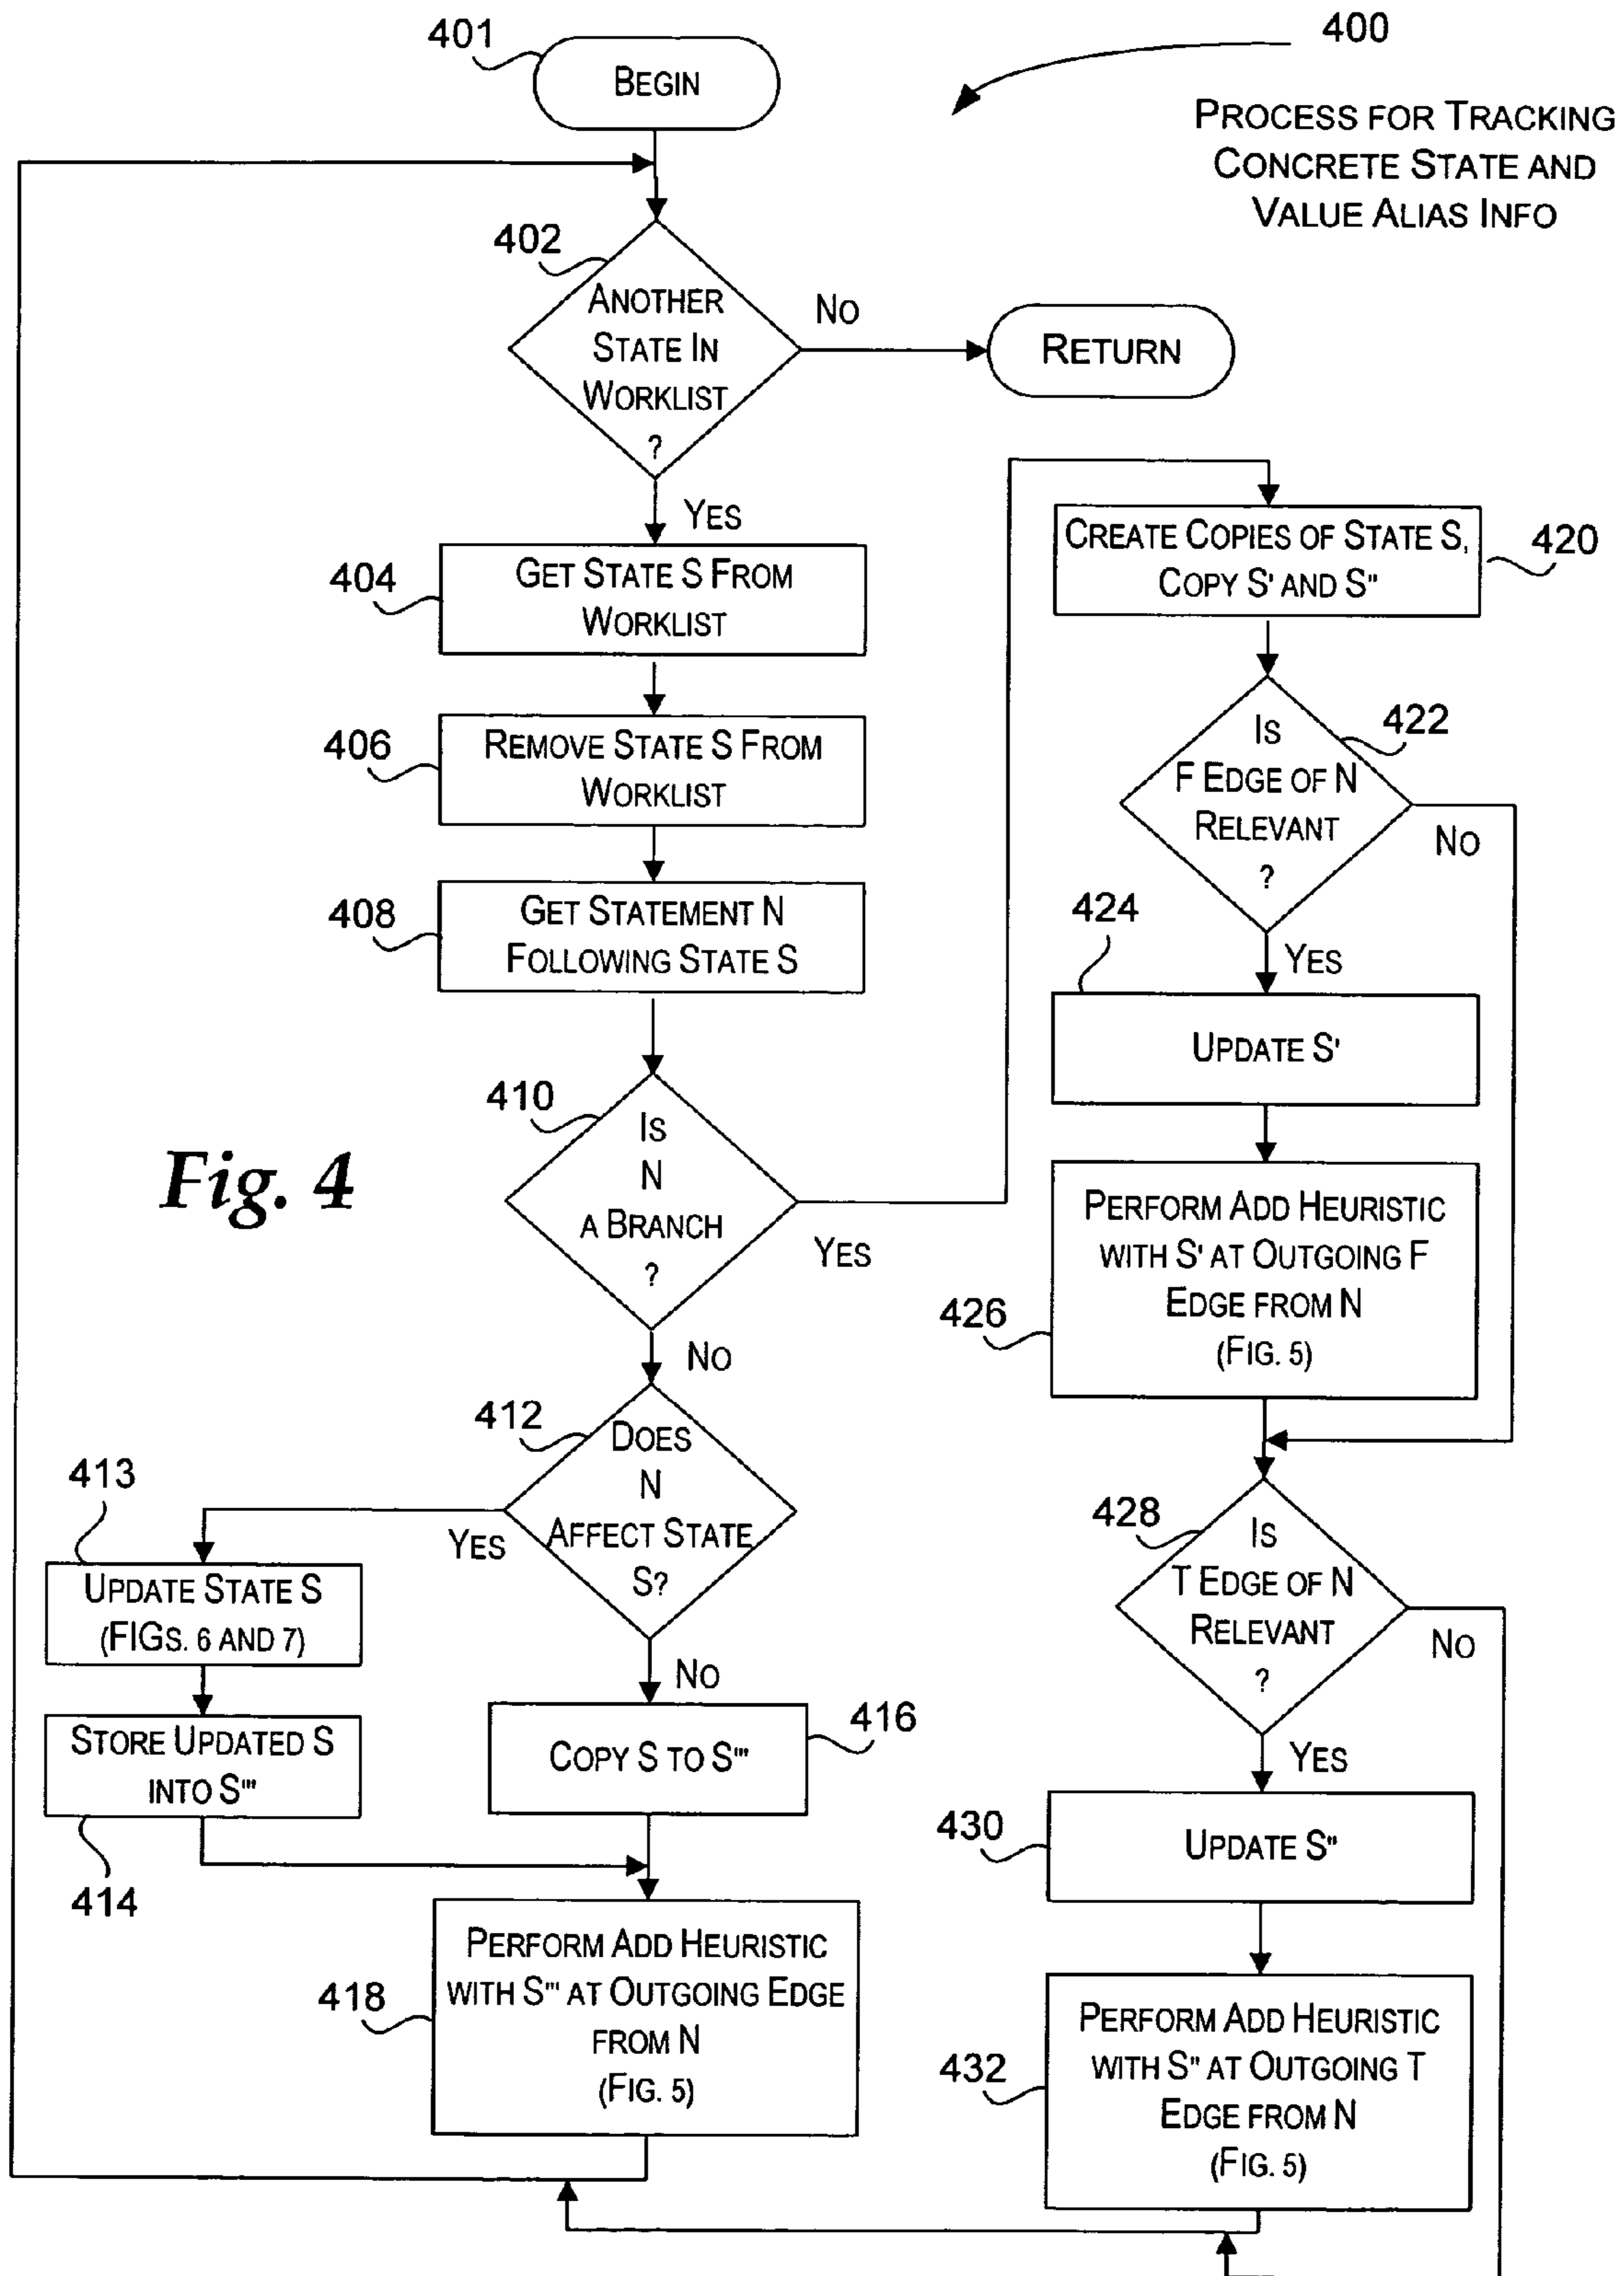 401
BEGIN
400
PROCESS FOR TRACKING
CONCRETE STATE AND
VALUE ALIAS INFO
402
ANOTHER
STATE IN
WORKLIST
?
NO
RETURN
YES
404
GET STATE S FROM
WORKLIST
406
REMOVE STATE S FROM
WORKLIST
408
GET STATEMENT N
FOLLOWING STATE S
410
IS
N
A BRANCH
?
YES
NO
Fig. 4
412
DOES
N
AFFECT STATE
S?
YES
NO
413
UPDATE STATE S
(FIGS. 6 AND 7)
STORE UPDATED S
INTO S'''
414
416
COPY S TO S'''
418
PERFORM ADD HEURISTIC
WITH S''' AT OUTGOING EDGE
FROM N
(FIG. 5)
420
CREATE COPIES OF STATE S,
COPY S' AND S''
422
IS
F EDGE OF N
RELEVANT
?
NO
YES
424
UPDATE S'
426
PERFORM ADD HEURISTIC
WITH S' AT OUTGOING F
EDGE FROM N
(FIG. 5)
428
IS
T EDGE OF N
RELEVANT
?
NO
YES
430
UPDATE S''
432
PERFORM ADD HEURISTIC
WITH S'' AT OUTGOING T
EDGE FROM N
(FIG. 5)